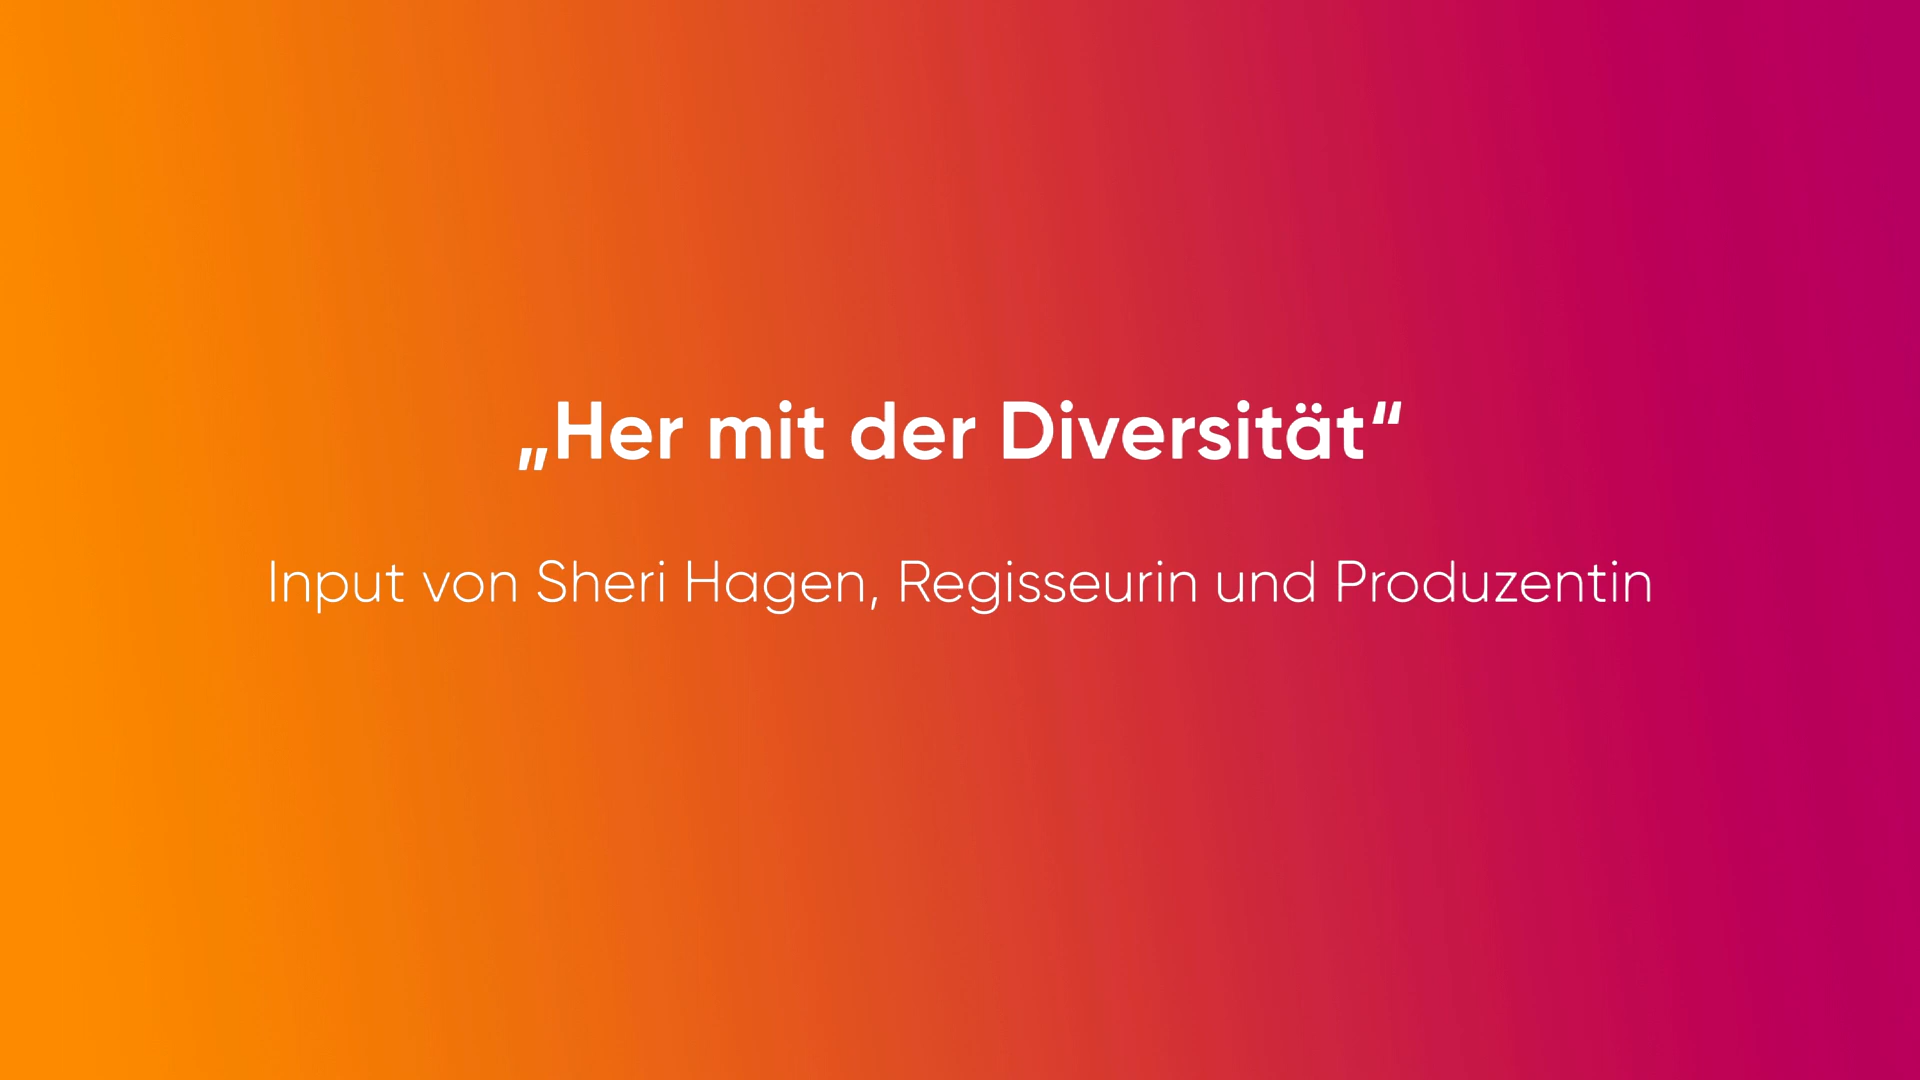 „Her mit der Diversität“
Input von Sheri Hagen, Regisseurin und Produzentin